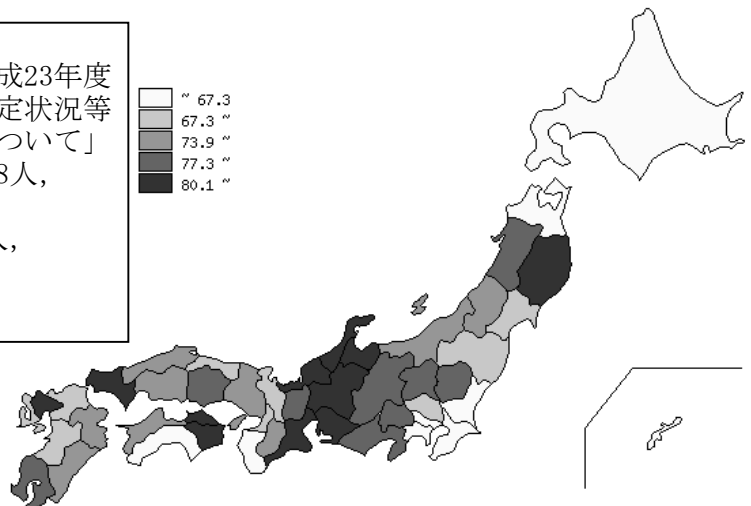 成23年度
定状況等
ついて」
8人，
人，
~ 67.3
67.3 ~
73.9 ~
77.3 ~
80.1 ~